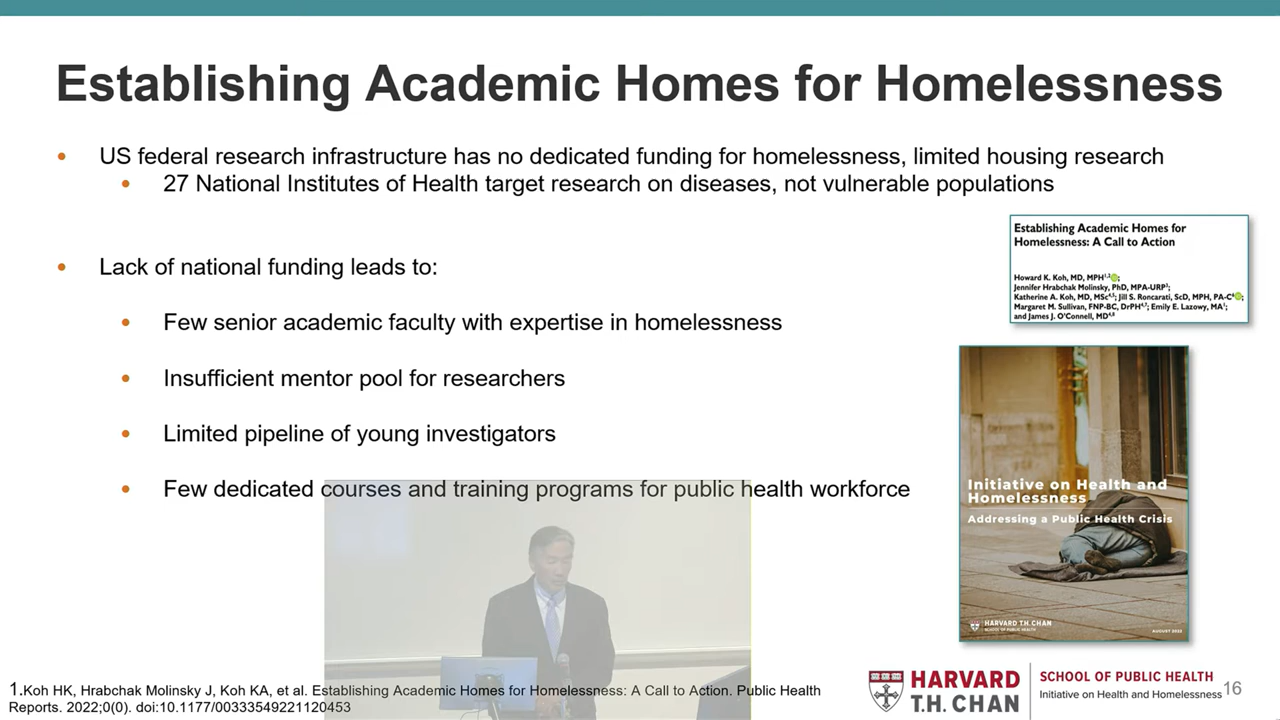 Establishing Academic Homes for Homelessness
US federal research infrastructure has no dedicated funding for homelessness, limited housing research
27 National Institutes of Health target research on diseases, not vulnerable populations
Lack of national funding leads to:
Few senior academic faculty with expertise in homelessness
Insufficient mentor pool for researchers
Limited pipeline of young investigators
Few dedicated courses and training programs for public health workforce
Establishing Academic Homes for
Homelessness: A Call to Action
Howard K. Koh, MD, MPH1,2;
Jennifer Hrabchak Molinsky, PhD, MPA-URP3;
Katherine A. Koh, MD, MSc4,5; Jill S. Roncarati, ScD, MPH, PA-C6;
Margaret M. Sullivan, FNP-BC, DrPH4,7; Emily E. Lazowy, MA1;
and James J. O'Connell, MD4,8
Initiative on Health and
Homelessness
Addressing a Public Health Crisis
HARVARD T.H. CHAN
SCHOOL OF PUBLIC HEALTH
AUGUST 2022
1.Koh HK, Hrabchak Molinsky J, Koh KA, et al. Establishing Academic Homes for Homelessness: A Call to Action. Public Health
Reports. 2022;0(0). doi:10.1177/00333549221120453
HARVARD
T.H. CHAN
SCHOOL OF PUBLIC HEALTH
Initiative on Health and Homelessness
16